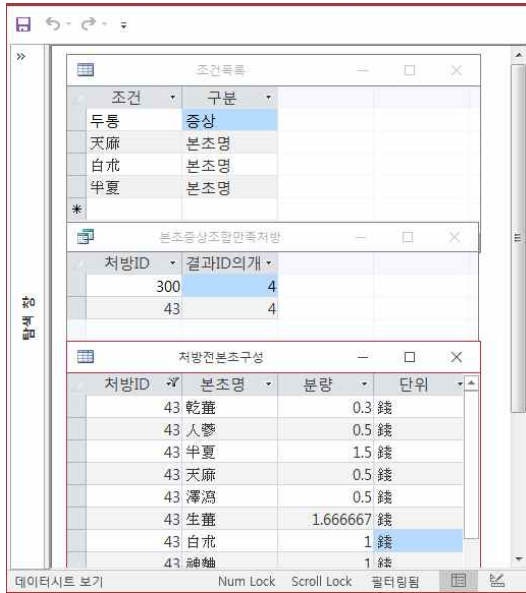 »
조건목록
조건 구분
두통 증상
天麻 본초명
白朮 본초명
半夏 본초명
*
본초증상조합만족처방
처방ID 결과ID의개
300 4
43 4
탐색 창
처방전본초구성
처방ID 본초명 분량 단위
43 乾薑 0.3 錢
43 人蔘 0.5 錢
43 半夏 1.5 錢
43 天麻 0.5 錢
43 澤瀉 0.5 錢
43 生薑 1.666667 錢
43 白朮 1 錢
43 神麯 1 錢
데이터시트 보기 Num Lock Scroll Lock 필터링됨